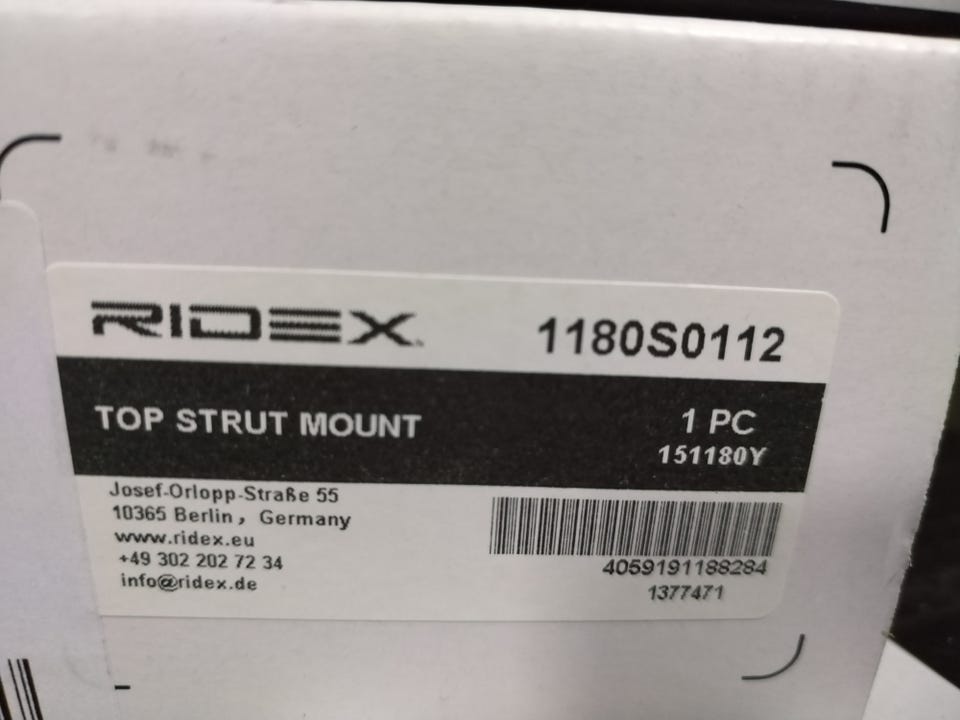 RIDEX 1180S0112
TOP STRUT MOUNT 1 PC
151180Y
Josef-Orlopp-Straße 55
10365 Berlin, Germany
www.ridex.eu
+49 302 202 72 34
info@ridex.de
4059191188284
1377471